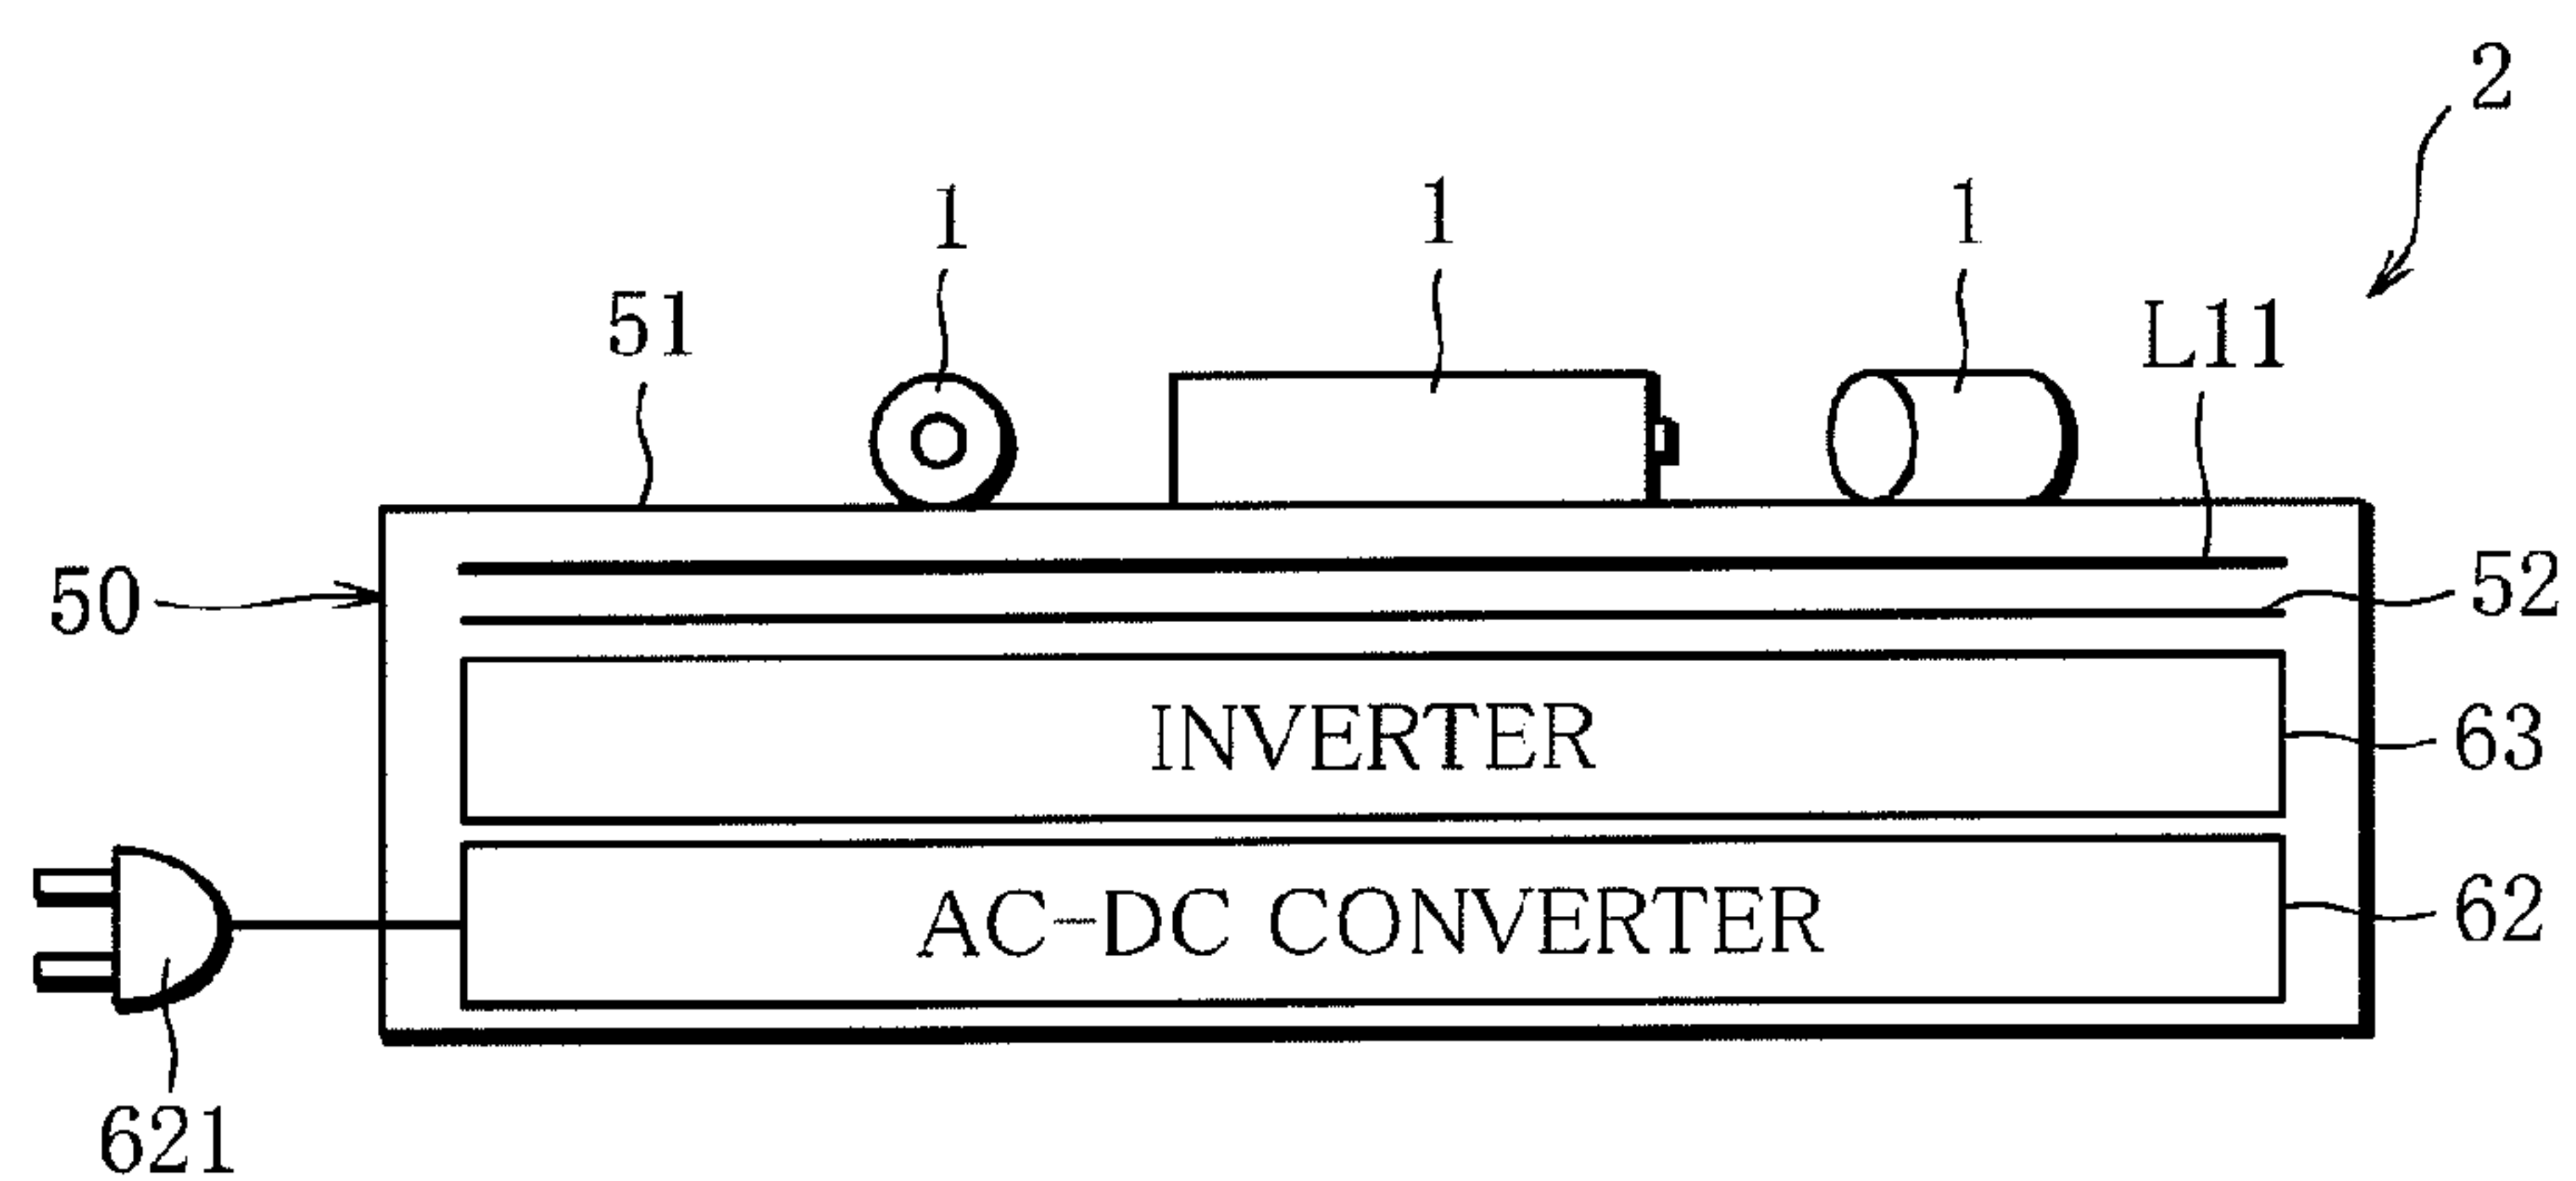 2
1 1 1
51 L11
50 52
INVERTER 63
AC-DC CONVERTER 62
621